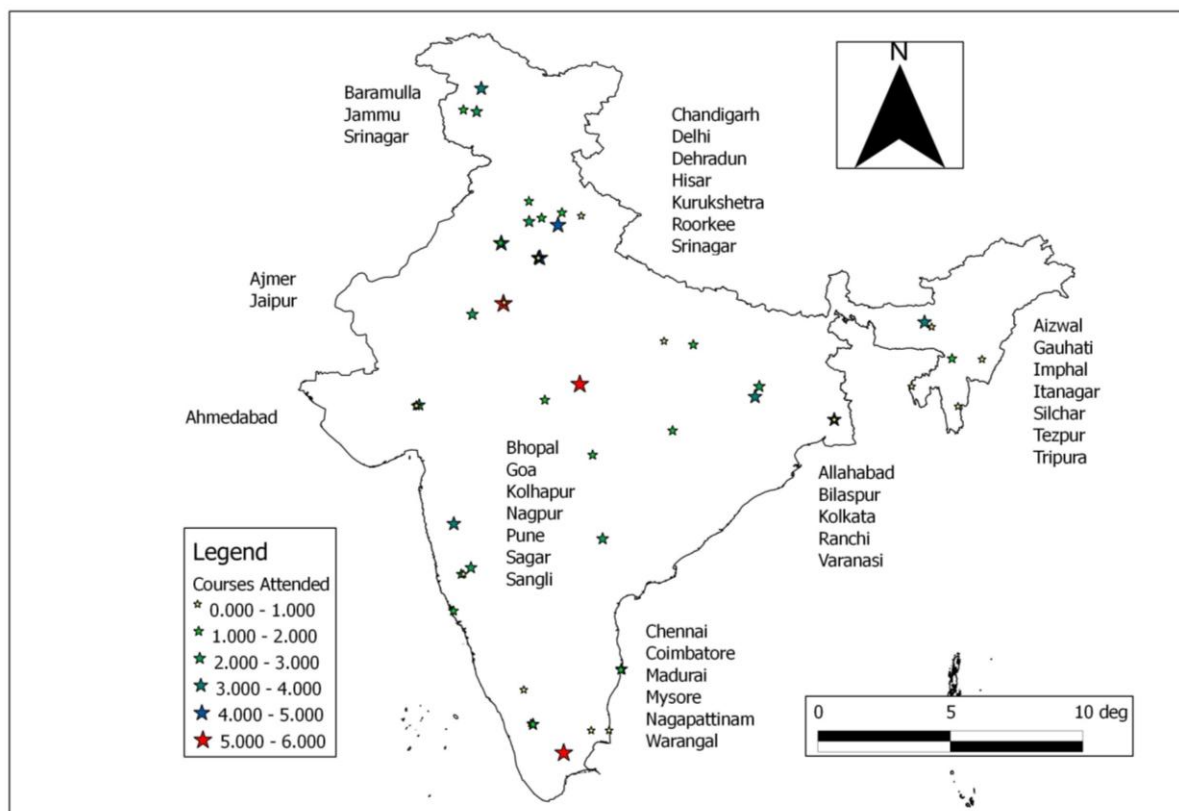 N
Baramulla
Jammu
Srinagar
Chandigarh
Delhi
Dehradun
Hisar
Kurukshetra
Roorkee
Srinagar
Ajmer
Jaipur
Aizwal
Gauhati
Imphal
Itanagar
Silchar
Tezpur
Tripura
Ahmedabad
Bhopal
Goa
Kolhapur
Nagpur
Pune
Sagar
Sangli
Allahabad
Bilaspur
Kolkata
Ranchi
Varanasi
Legend
Courses Attended
0.000 - 1.000
1.000 - 2.000
2.000 - 3.000
3.000 - 4.000
4.000 - 5.000
5.000 - 6.000
Chennai
Coimbatore
Madurai
Mysore
Nagapattinam
Warangal
0 5 10 deg